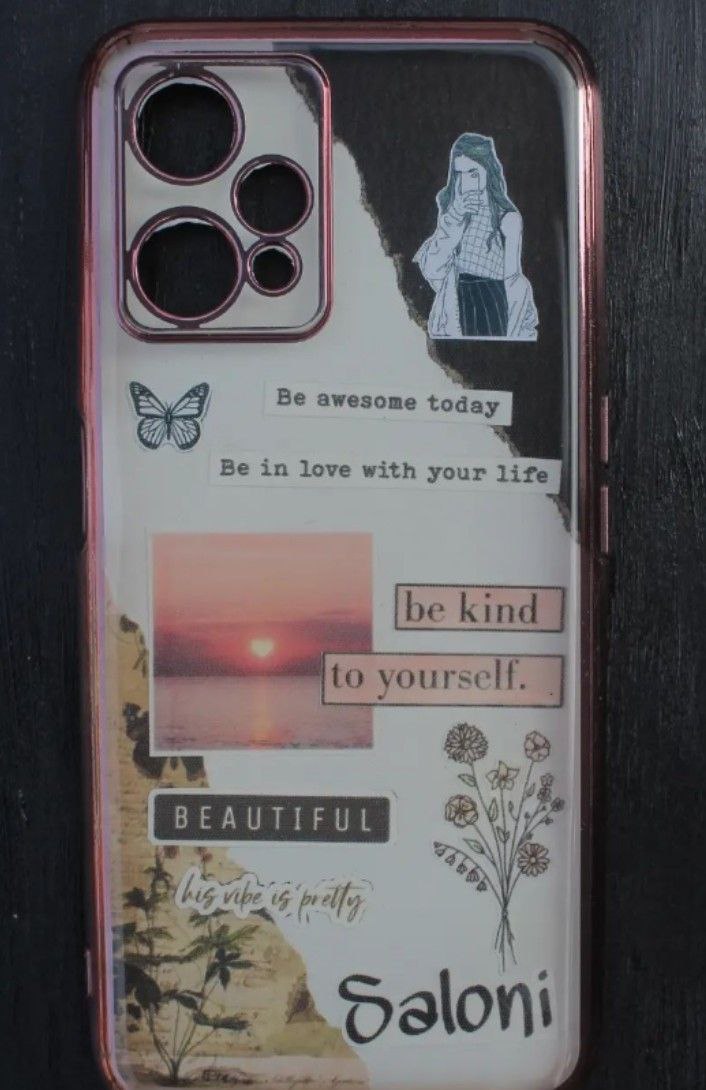 Be awesome today
Be in love with your life
be kind
to yourself.
BEAUTIFUL
his vibe is pretty
Saloni